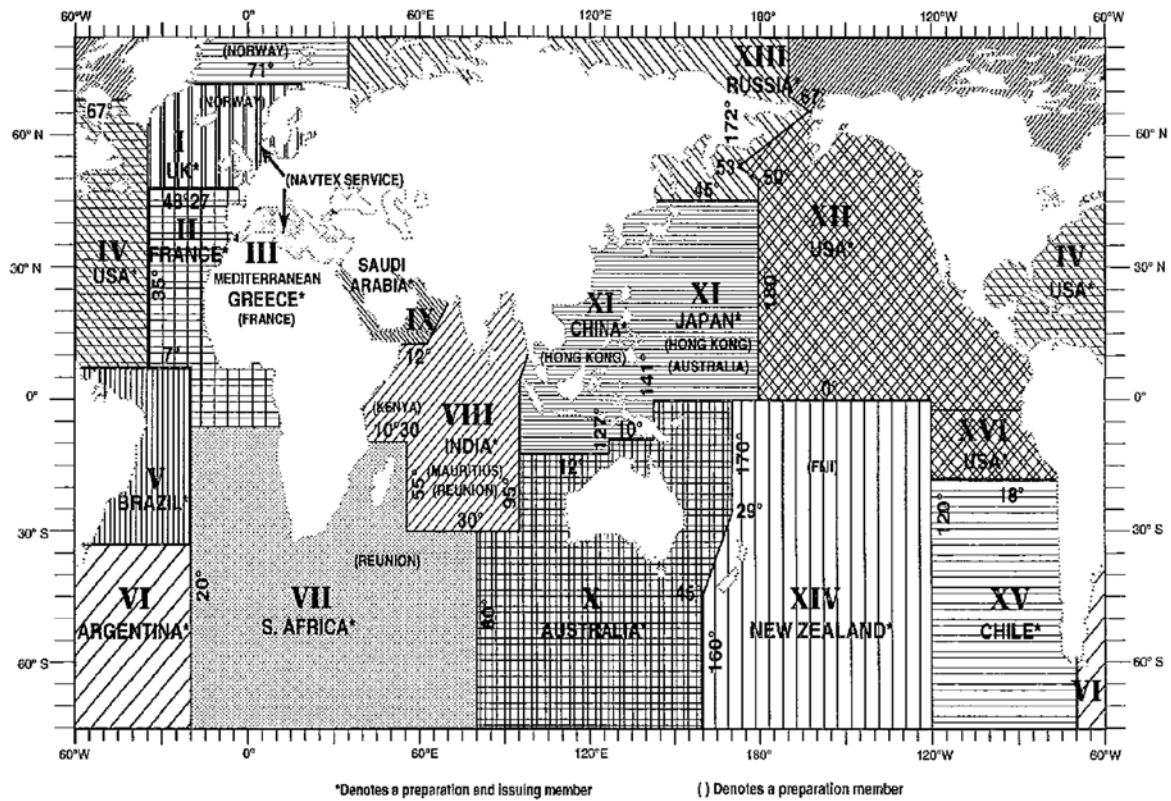 60°W 0° 60°E 120°E 180° 120°W 60°W
(NORWAY)
71°
XIII
RUSSIA*
67°
67°
(NORWAY)
172°
60° N
60° N
I
UK*
53°
50°
(NAVTEX SERVICE)
45°
48°27
II
FRANCE*
XII
USA*
IV
USA*
III
MEDITERRANEAN
GREECE*
(FRANCE)
SAUDI
ARABIA*
IV
USA*
30° N
30° N
35°
180°
IX
XI
CHINA*
(HONG KONG)
XI
JAPAN*
(HONG KONG)
(AUSTRALIA)
12°
7°
141°
0°
0°
0°
(KENYA)
10°30
VIII
INDIA*
(MAURITIUS)
(REUNION)
127°
10°
12°
XVI
USA*
170°
(FIJI)
V
BRAZIL*
55°
95°
18°
120°
30°
29°
30° S
30° S
(REUNION)
45°
VI
ARGENTINA*
20°
VII
S. AFRICA*
80°
X
AUSTRALIA*
160°
XIV
NEW ZEALAND*
XV
CHILE*
60° S
60° S
VI
60°W 0° 60°E 120°E 180° 120°W 60°W
*Denotes a preparation and issuing member
( ) Denotes a preparation member